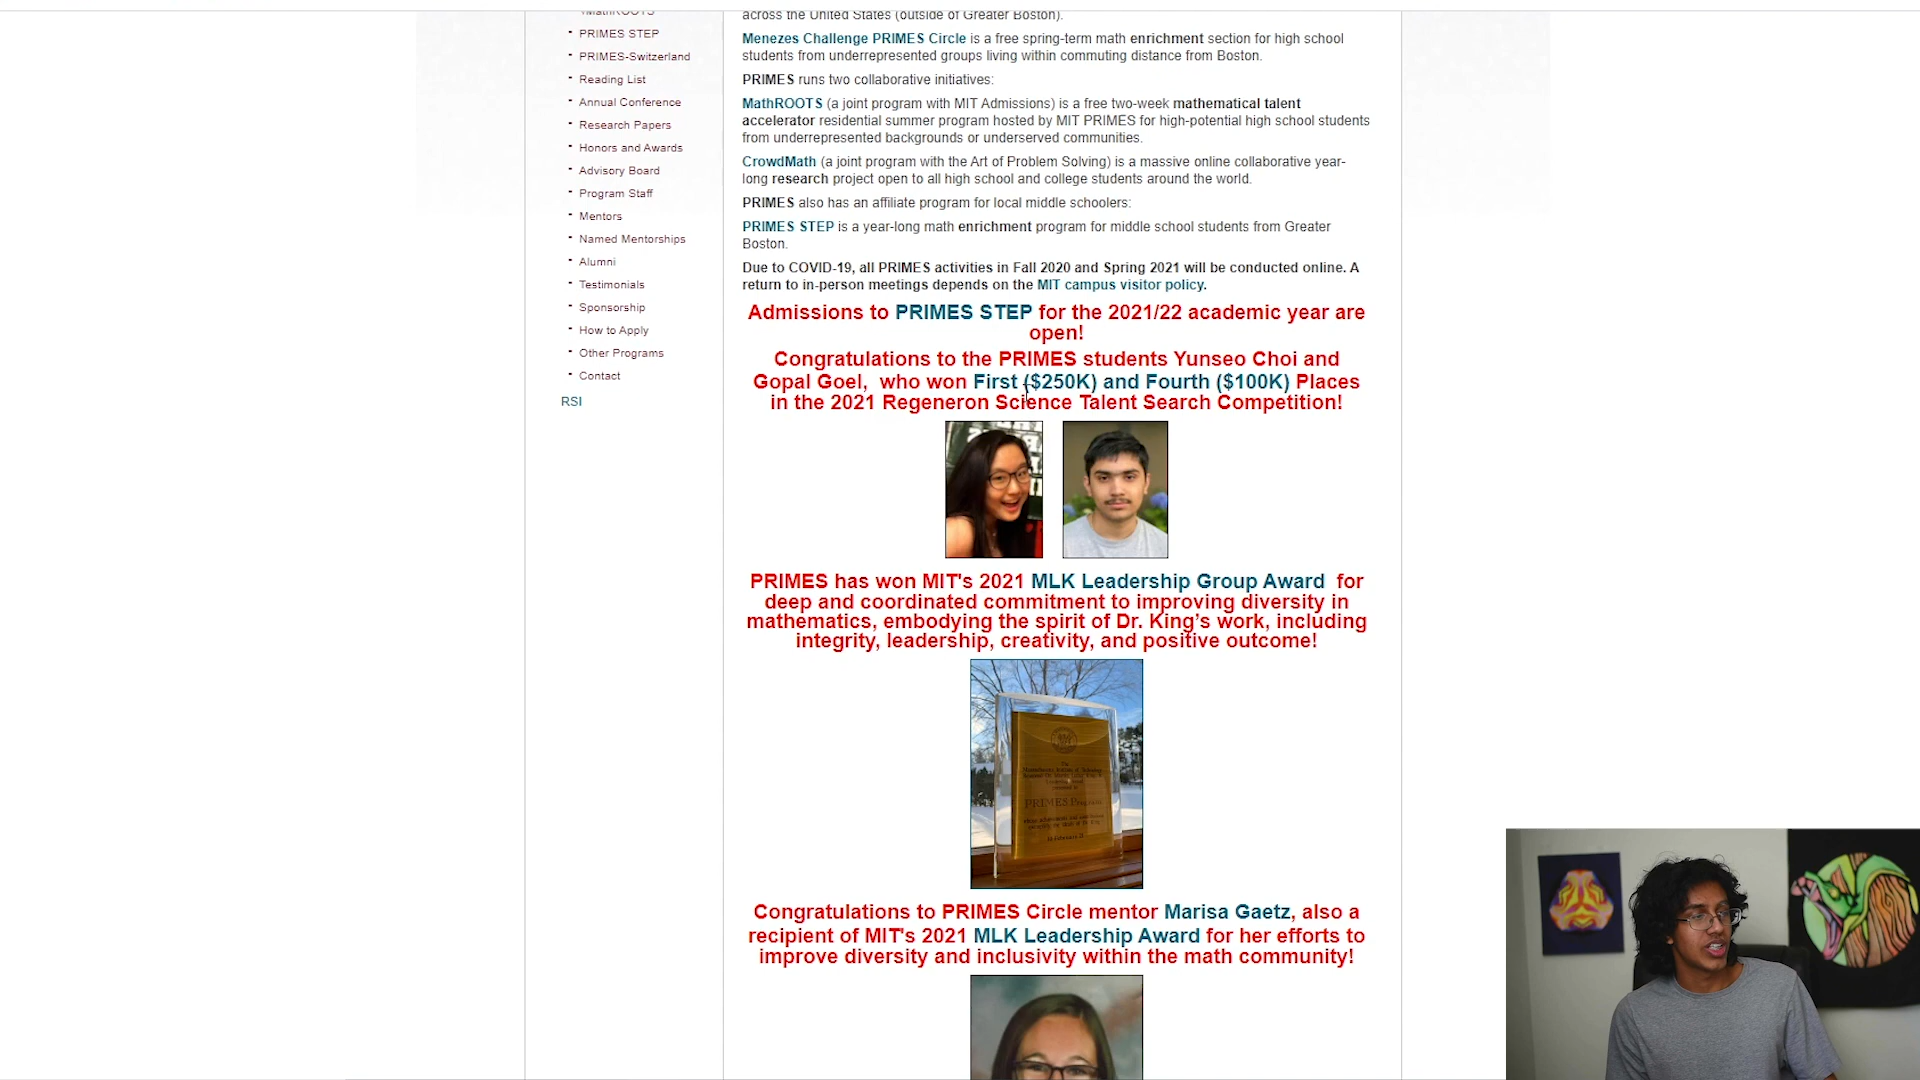 PRIMES STEP
PRIMES-Switzerland
Reading List
Annual Conference
Research Papers
Honors and Awards
Advisory Board
Program Staff
Mentors
Named Mentorships
Alumni
Testimonials
Sponsorship
How to Apply
Other Programs
Contact
RSI
across the United States (outside of Greater Boston).
Menezes Challenge PRIMES Circle is a free spring-term math enrichment section for high school
students from underrepresented groups living within commuting distance from Boston.
PRIMES runs two collaborative initiatives:
MathROOTS (a joint program with MIT Admissions) is a free two-week mathematical talent
accelerator residential summer program hosted by MIT PRIMES for high-potential high school students
from underrepresented backgrounds or underserved communities.
CrowdMath (a joint program with the Art of Problem Solving) is a massive online collaborative year-
long research project open to all high school and college students around the world.
PRIMES also has an affiliate program for local middle schoolers:
PRIMES STEP is a year-long math enrichment program for middle school students from Greater
Boston.
Due to COVID-19, all PRIMES activities in Fall 2020 and Spring 2021 will be conducted online. A
return to in-person meetings depends on the MIT campus visitor policy.
Admissions to PRIMES STEP for the 2021/22 academic year are
open!
Congratulations to the PRIMES students Yunseo Choi and
Gopal Goel, who won First ($250K) and Fourth ($100K) Places
in the 2021 Regeneron Science Talent Search Competition!
PRIMES has won MIT's 2021 MLK Leadership Group Award for
deep and coordinated commitment to improving diversity in
mathematics, embodying the spirit of Dr. King's work, including
integrity, leadership, creativity, and positive outcome!
PRIMES Program
Congratulations to PRIMES Circle mentor Marisa Gaetz, also a
recipient of MIT's 2021 MLK Leadership Award for her efforts to
improve diversity and inclusivity within the math community!